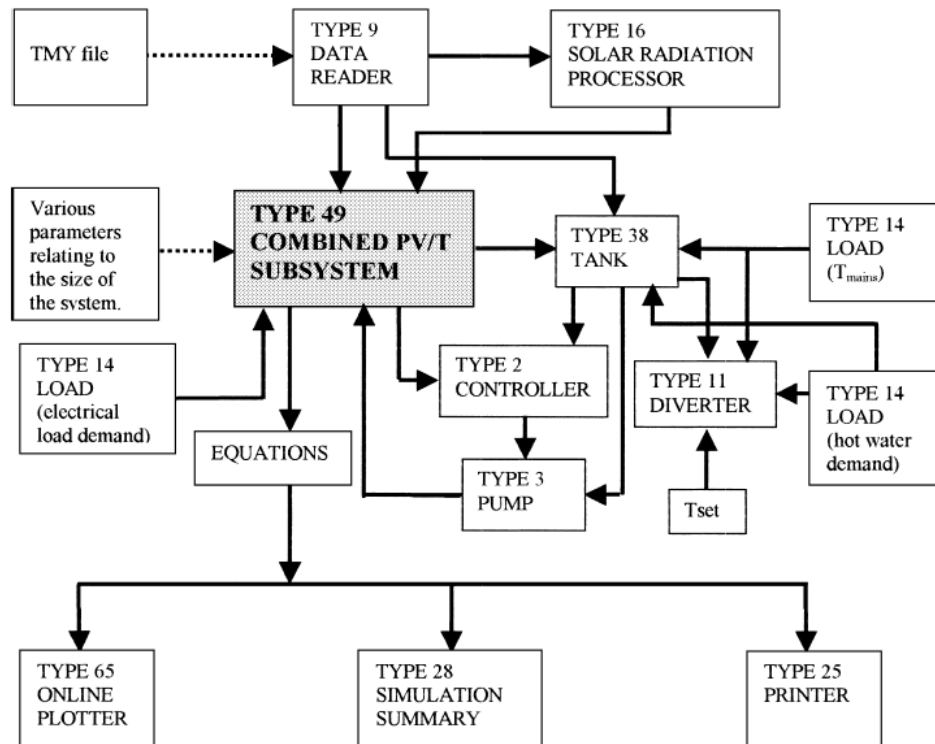 TMY file
TYPE 9
DATA
READER
TYPE 16
SOLAR RADIATION
PROCESSOR
Various
parameters
relating to
the size of
the system.
TYPE 49
COMBINED PV/T
SUBSYSTEM
TYPE 38
TANK
TYPE 14
LOAD
(Tmains)
TYPE 14
LOAD
(electrical
load demand)
EQUATIONS
TYPE 2
CONTROLLER
TYPE 11
DIVERTER
TYPE 14
LOAD
(hot water
demand)
TYPE 3
PUMP
Tset
TYPE 65
ONLINE
PLOTTER
TYPE 28
SIMULATION
SUMMARY
TYPE 25
PRINTER